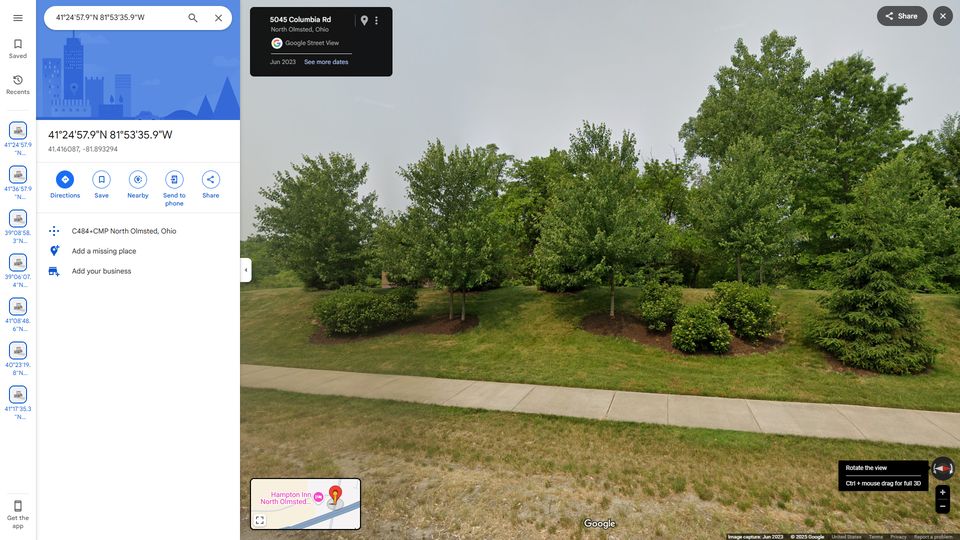 41°24'57.9"N 81°53'35.9"W
Saved
Recents
41°24'57.9
"N...
41°36'57.9
"N...
39°08'58.
3"N...
39°06'07.
4"N...
41°08'48.
6"N...
40°23'19.
8"N...
41°17'35.3
"N...
Get the
app
41°24'57.9"N 81°53'35.9"W
41.416087, -81.893294
Directions
Save
Nearby
Send to
phone
Share
C484+CMP North Olmsted, Ohio
Add a missing place
Add your business
5045 Columbia Rd
North Olmsted, Ohio
Google Street View
Jun 2023 See more dates
Share
Hampton Inn
North Olmsted...
Rotate the view
Ctrl + mouse drag for full 3D
Google
Image capture: Jun 2023 © 2025 Google United States Terms Privacy Report a problem